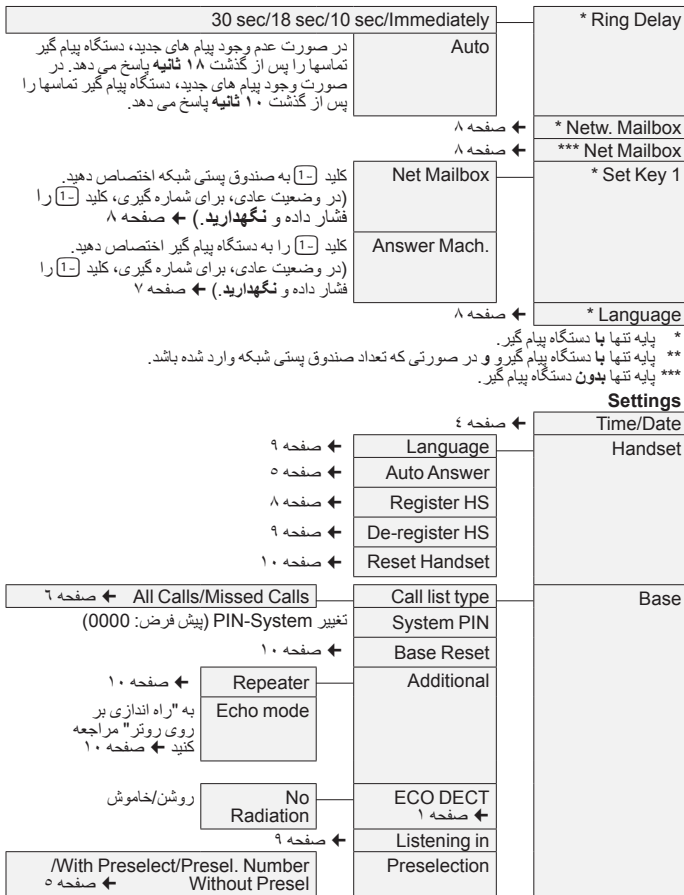 * Ring Delay
30 sec/18 sec/10 sec/Immediately
Auto
در صورت عدم وجود پیام های جدید، دستگاه پیام گیر
تماسها را پس از گذشت ۱۸ ثانیه پاسخ می دهد. در
صورت وجود پیام های جدید، دستگاه پیام گیر تماسها را
پس از گذشت ۱۰ ثانیه پاسخ می دهد.
* Netw. Mailbox
← صفحه ۸
*** Net Mailbox
← صفحه ۸
* Set Key 1
Net Mailbox
کلید [1-] به صندوق پستی شبکه اختصاص دهید.
(در وضعیت عادی، برای شماره گیری، کلید [1-] را
فشار داده و نگهدارید.) ← صفحه ۸
Answer Mach.
کلید [1-] را به دستگاه پیام گیر اختصاص دهید.
(در وضعیت عادی، برای شماره گیری، کلید [1-] را
فشار داده و نگهدارید.) ← صفحه ۷
* Language
← صفحه ۸
* پایه تنها با دستگاه پیام گیر.
** پایه تنها با دستگاه پیام گیرو و در صورتی که تعداد صندوق پستی شبکه وارد شده باشد.
*** پایه تنها بدون دستگاه پیام گیر.
Settings
Time/Date
← صفحه ٤
Handset
Language
← صفحه ۹
Auto Answer
← صفحه ٥
Register HS
← صفحه ۸
De-register HS
← صفحه ۹
Reset Handset
← صفحه ۱۰
Base
Call list type
All Calls/Missed Calls ← صفحه ٦
System PIN
تغییر PIN-System (پیش فرض: 0000)
Base Reset
← صفحه ۱۰
Additional
Repeater
← صفحه ۱۰
Echo mode
به "راه اندازی بر
روی روتر" مراجعه
کنید ← صفحه ۱۰
ECO DECT
← صفحه ۱
No
Radiation
روشن/خاموش
Listening in
← صفحه ۹
Preselection
/With Preselect/Presel. Number
Without Presel ← صفحه ٥